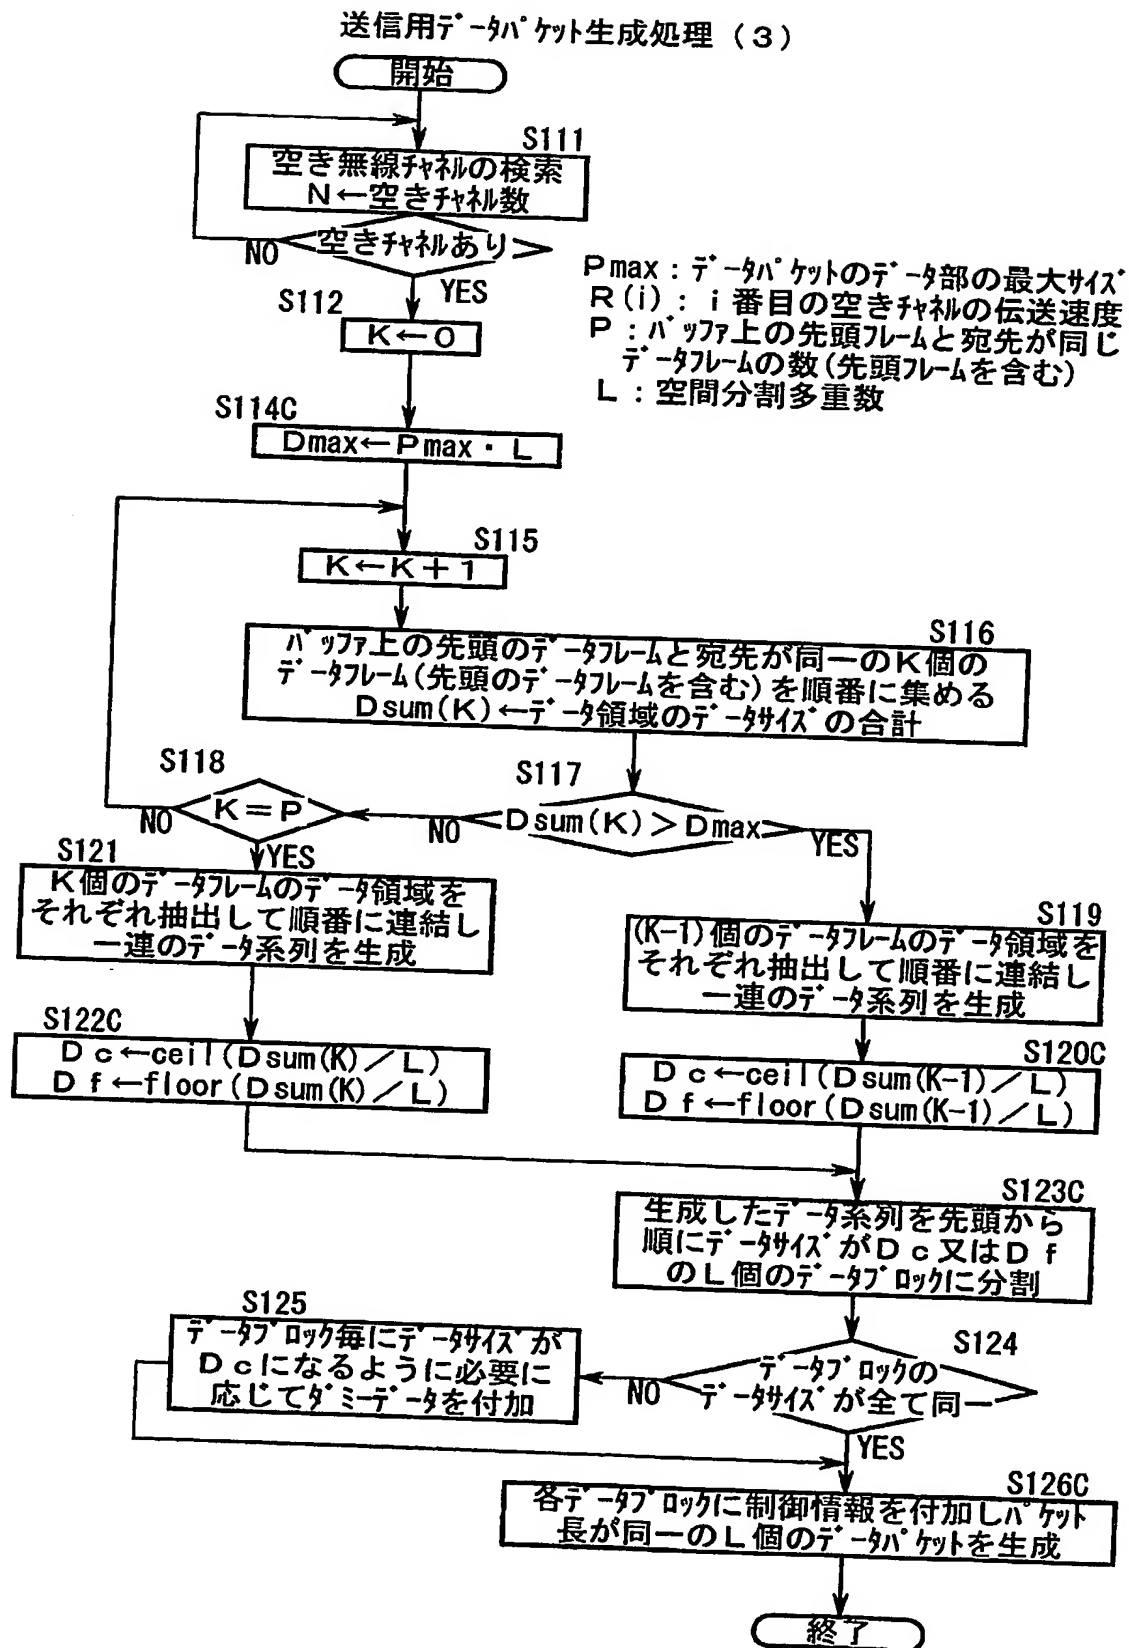 送信用データパケット生成処理（3）
開始
S111
空き無線チャネルの検索
N←空きチャネル数
空きチャネルあり
NO
YES
Pmax：データパケットのデータ部の最大サイズ
R(i)：i番目の空きチャネルの伝送速度
P：バッファ上の先頭フレームと宛先が同じ
データフレームの数(先頭フレームを含む)
L：空間分割多重数
S112
K←0
S114C
Dmax←Pmax・L
S115
K←K+1
S116
バッファ上の先頭のデータフレームと宛先が同一のK個の
データフレーム(先頭のデータフレームを含む)を順番に集める
Dsum(K)←データ領域のデータサイズの合計
S118
K=P
NO
YES
S117
Dsum(K)>Dmax
NO
YES
S121
K個のデータフレームのデータ領域を
それぞれ抽出して順番に連結し
一連のデータ系列を生成
S119
(K-1)個のデータフレームのデータ領域を
それぞれ抽出して順番に連結し
一連のデータ系列を生成
S122C
Dc←ceil(Dsum(K)／L)
Df←floor(Dsum(K)／L)
S120C
Dc←ceil(Dsum(K-1)／L)
Df←floor(Dsum(K-1)／L)
S123C
生成したデータ系列を先頭から
順にデータサイズがDc又はDf
のL個のデータブロックに分割
S125
データブロック毎にデータサイズが
Dcになるように必要に
応じてダミーデータを付加
S124
データブロックの
データサイズが全て同一
NO
YES
S126C
各データブロックに制御情報を付加しパケット
長が同一のL個のデータパケットを生成
終了